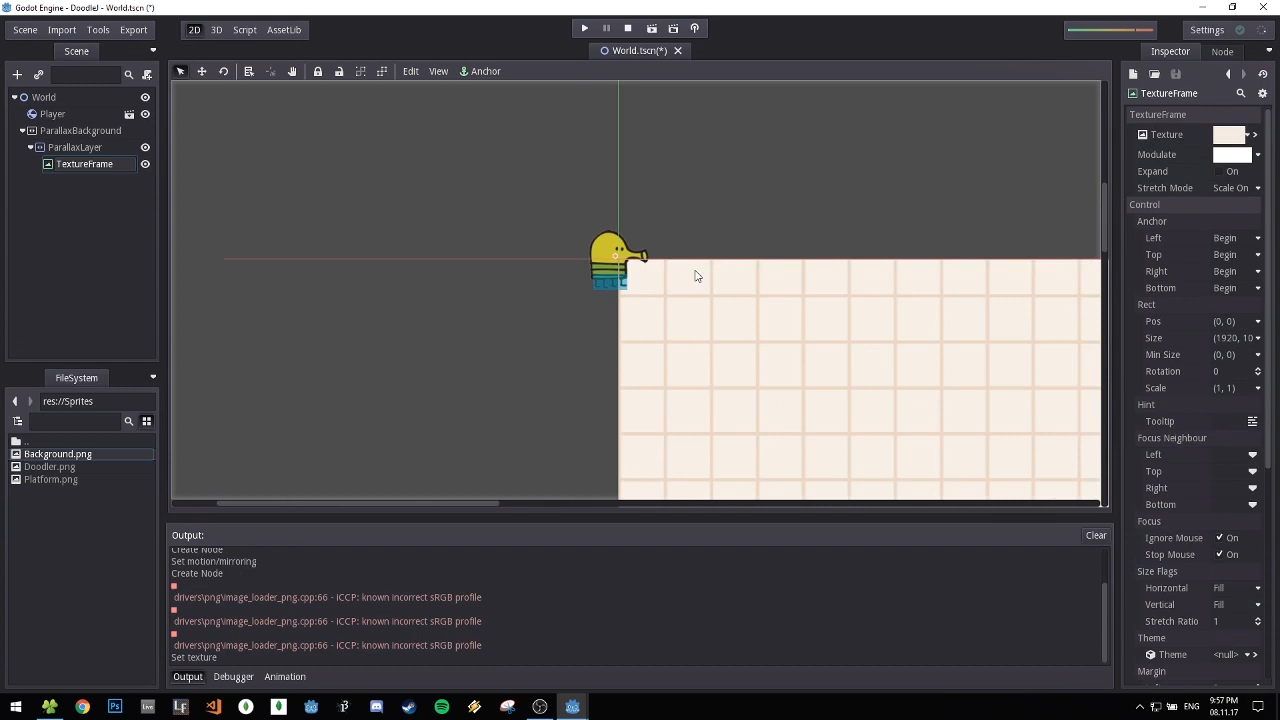 Godot Engine - DoodleJ - World.tscn (*)
Scene Import Tools Export
2D 3D Script AssetLib
Settings
Scene
World.tscn(*)
Inspector Node
Edit View Anchor
TextureFrame
World
Player
ParallaxBackground
ParallaxLayer
TextureFrame
TextureFrame
Texture
Modulate
Expand On
Stretch Mode Scale On
Control
Anchor
Left Begin
Top Begin
Right Begin
Bottom Begin
Rect
Pos (0, 0)
Size (1920, 10
Min Size (0, 0)
Rotation 0
Scale (1, 1)
Hint
Tooltip
Focus Neighbour
Left
Top
Right
Bottom
Focus
Ignore Mouse On
Stop Mouse On
Size Flags
Horizontal Fill
Vertical Fill
Stretch Ratio 1
Theme
Theme <null>
Margin
FileSystem
res://Sprites
..
Background.png
Doodler.png
Platform.png
Output:
Clear
Create Node
Set motion/mirroring
Create Node
drivers\png\image_loader_png.cpp:66 - iCCP: known incorrect sRGB profile
drivers\png\image_loader_png.cpp:66 - iCCP: known incorrect sRGB profile
drivers\png\image_loader_png.cpp:66 - iCCP: known incorrect sRGB profile
Set texture
Output Debugger Animation
ENG
9:57 PM
08.11.17